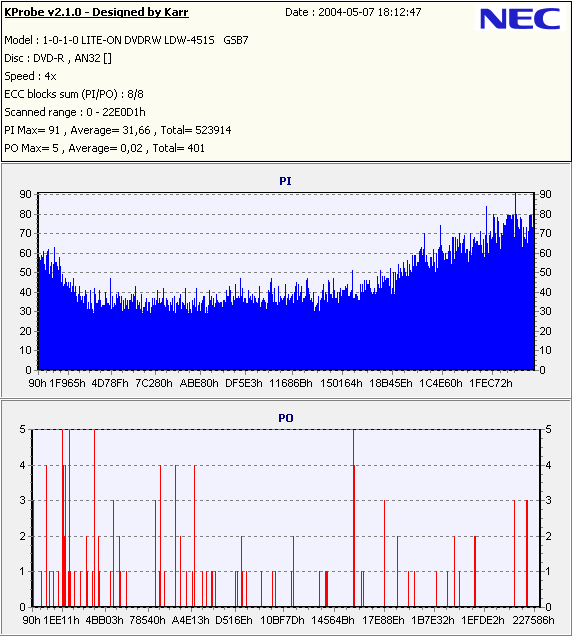 KProbe v2.1.0 - Designed by Karr Date : 2004-05-07 18:12:47 NEC
Model : 1-0-1-0 LITE-ON DVDRW LDW-451S GSB7
Disc : DVD-R , AN32 []
Speed : 4x
ECC blocks sum (PI/PO) : 8/8
Scanned range : 0 - 22E0D1h
PI Max= 91 , Average= 31,66 , Total= 523914
PO Max= 5 , Average= 0,02 , Total= 401
PI
90 90
80 80
70 70
60 60
50 50
40 40
30 30
20 20
10 10
0 0
90h 1F965h 4D78Fh 7C280h ABE80h DF5E3h 11686Bh 150164h 18B45Eh 1C4E60h 1FEC72h
PO
5 5
4 4
3 3
2 2
1 1
0 0
90h 1EE11h 4BB03h 78540h A4E13h D516Eh 10BF7Dh 145648h 17E88Eh 1B7E32h 1EFDE2h 227586h